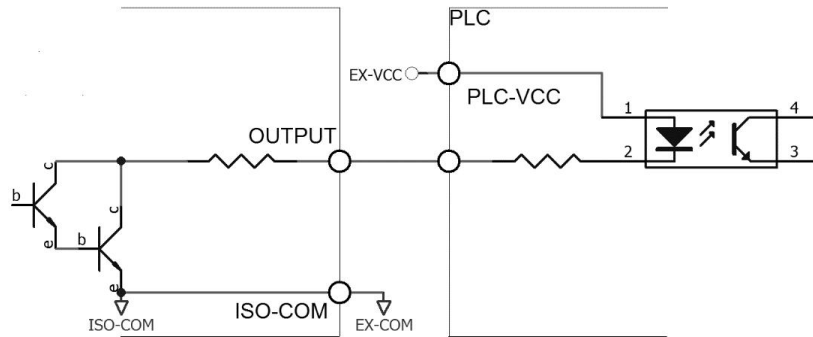 PLC
EX-VCC
PLC-VCC
1
4
OUTPUT
2
3
c
b
c
e
b
e
ISO-COM
ISO-COM
EX-COM